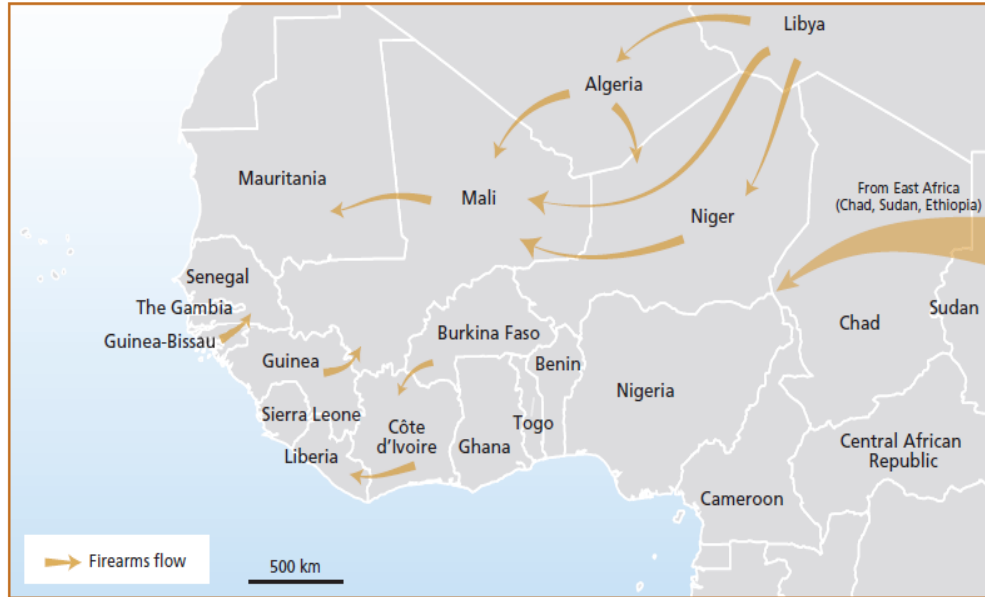 Libya
Algeria
Mauritania
Mali
Niger
From East Africa
(Chad, Sudan, Ethiopia)
Senegal
The Gambia
Guinea-Bissau
Guinea
Burkina Faso
Benin
Chad
Sudan
Nigeria
Sierra Leone
Côte
d'Ivoire
Ghana
Togo
Liberia
Central African
Republic
Cameroon
Firearms flow
500 km